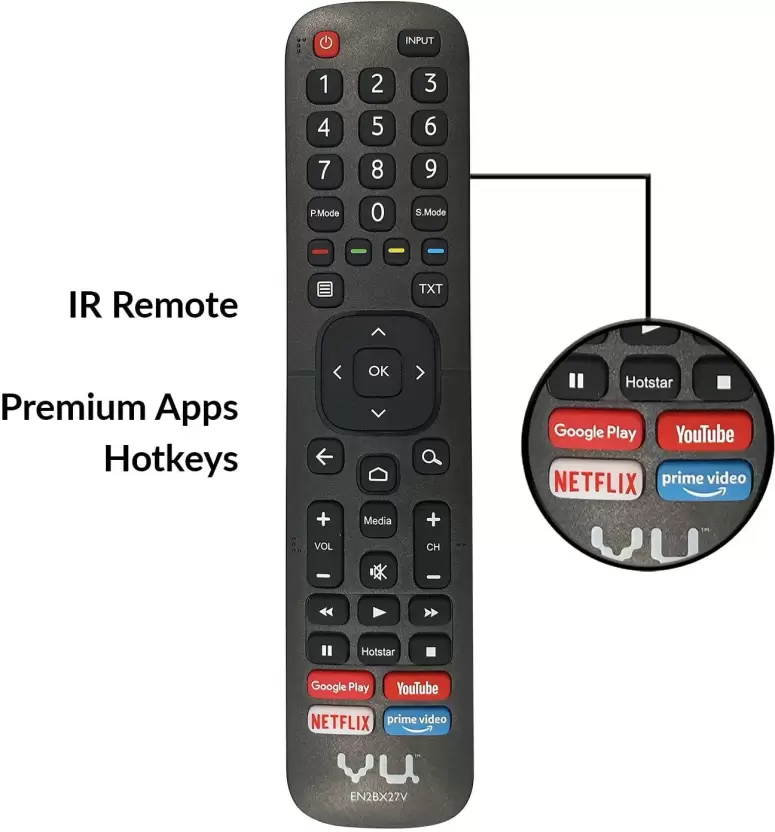 INPUT
1 2 3
4 5 6
7 8 9
P.Mode 0 S.Mode
TXT
IR Remote
OK
Premium Apps
Hotkeys
VOL
Media
CH
Hotstar
Google Play YouTube
NETFLIX prime video
VU™
EN2BX27V
Hotstar
Google Play YouTube
NETFLIX prime video
VU™